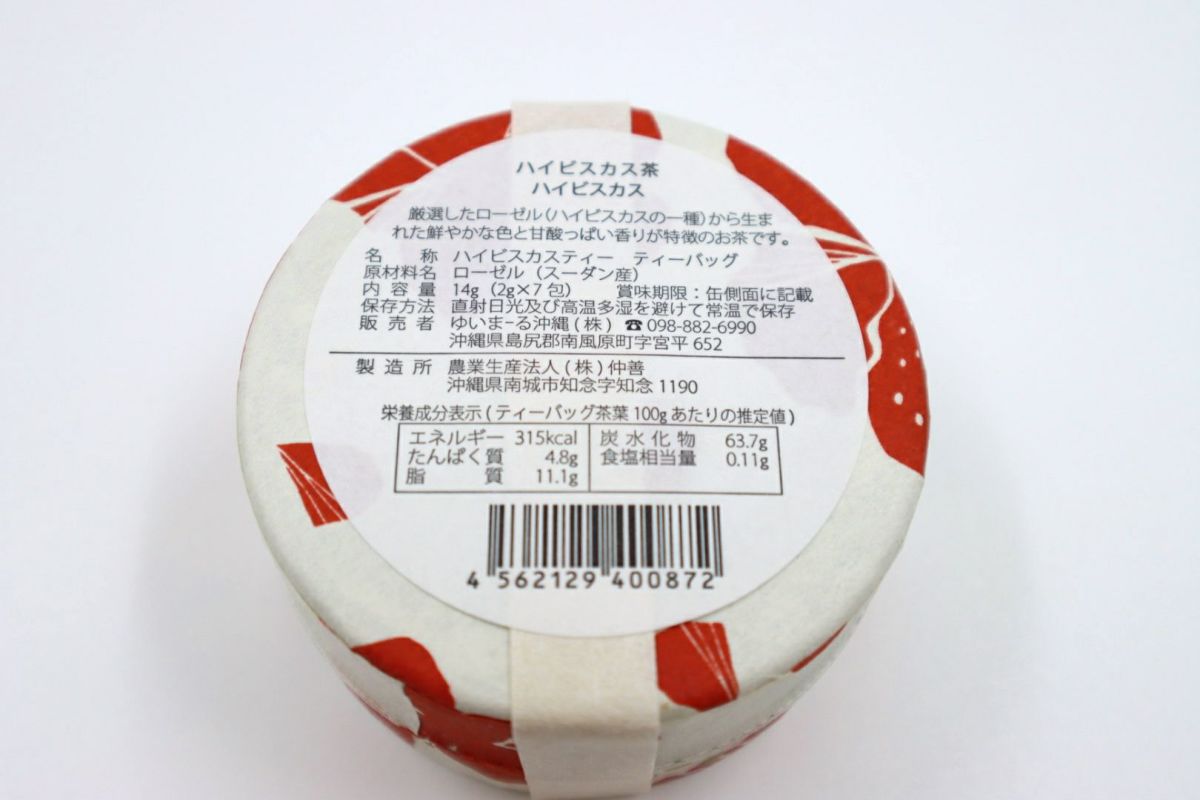 ハイビスカス茶
ハイビスカス
厳選したローゼル(ハイビスカスの一種)から生ま
れた鮮やかな色と甘酸っぱい香りが特徴のお茶です。
名 称 ハイビスカスティー ティーバッグ
原材料名 ローゼル (スーダン産)
内 容 量 14g (2g×7包) 賞味期限:缶側面に記載
保存方法 直射日光及び高温多湿を避けて常温で保存
販 売 者 ゆいまーる沖縄(株) ☎098-882-6990
沖縄県島尻郡南風原町字宮平 652
製 造 所 農業生産法人(株)仲善
沖縄県南城市知念字知念 1190
栄養成分表示(ティーバッグ茶葉 100gあたりの推定値)
エネルギー 315kcal 炭 水 化 物 63.7g
たんぱく質 4.8g 食塩相当量 0.11g
脂 質 11.1g
4 562129 400872